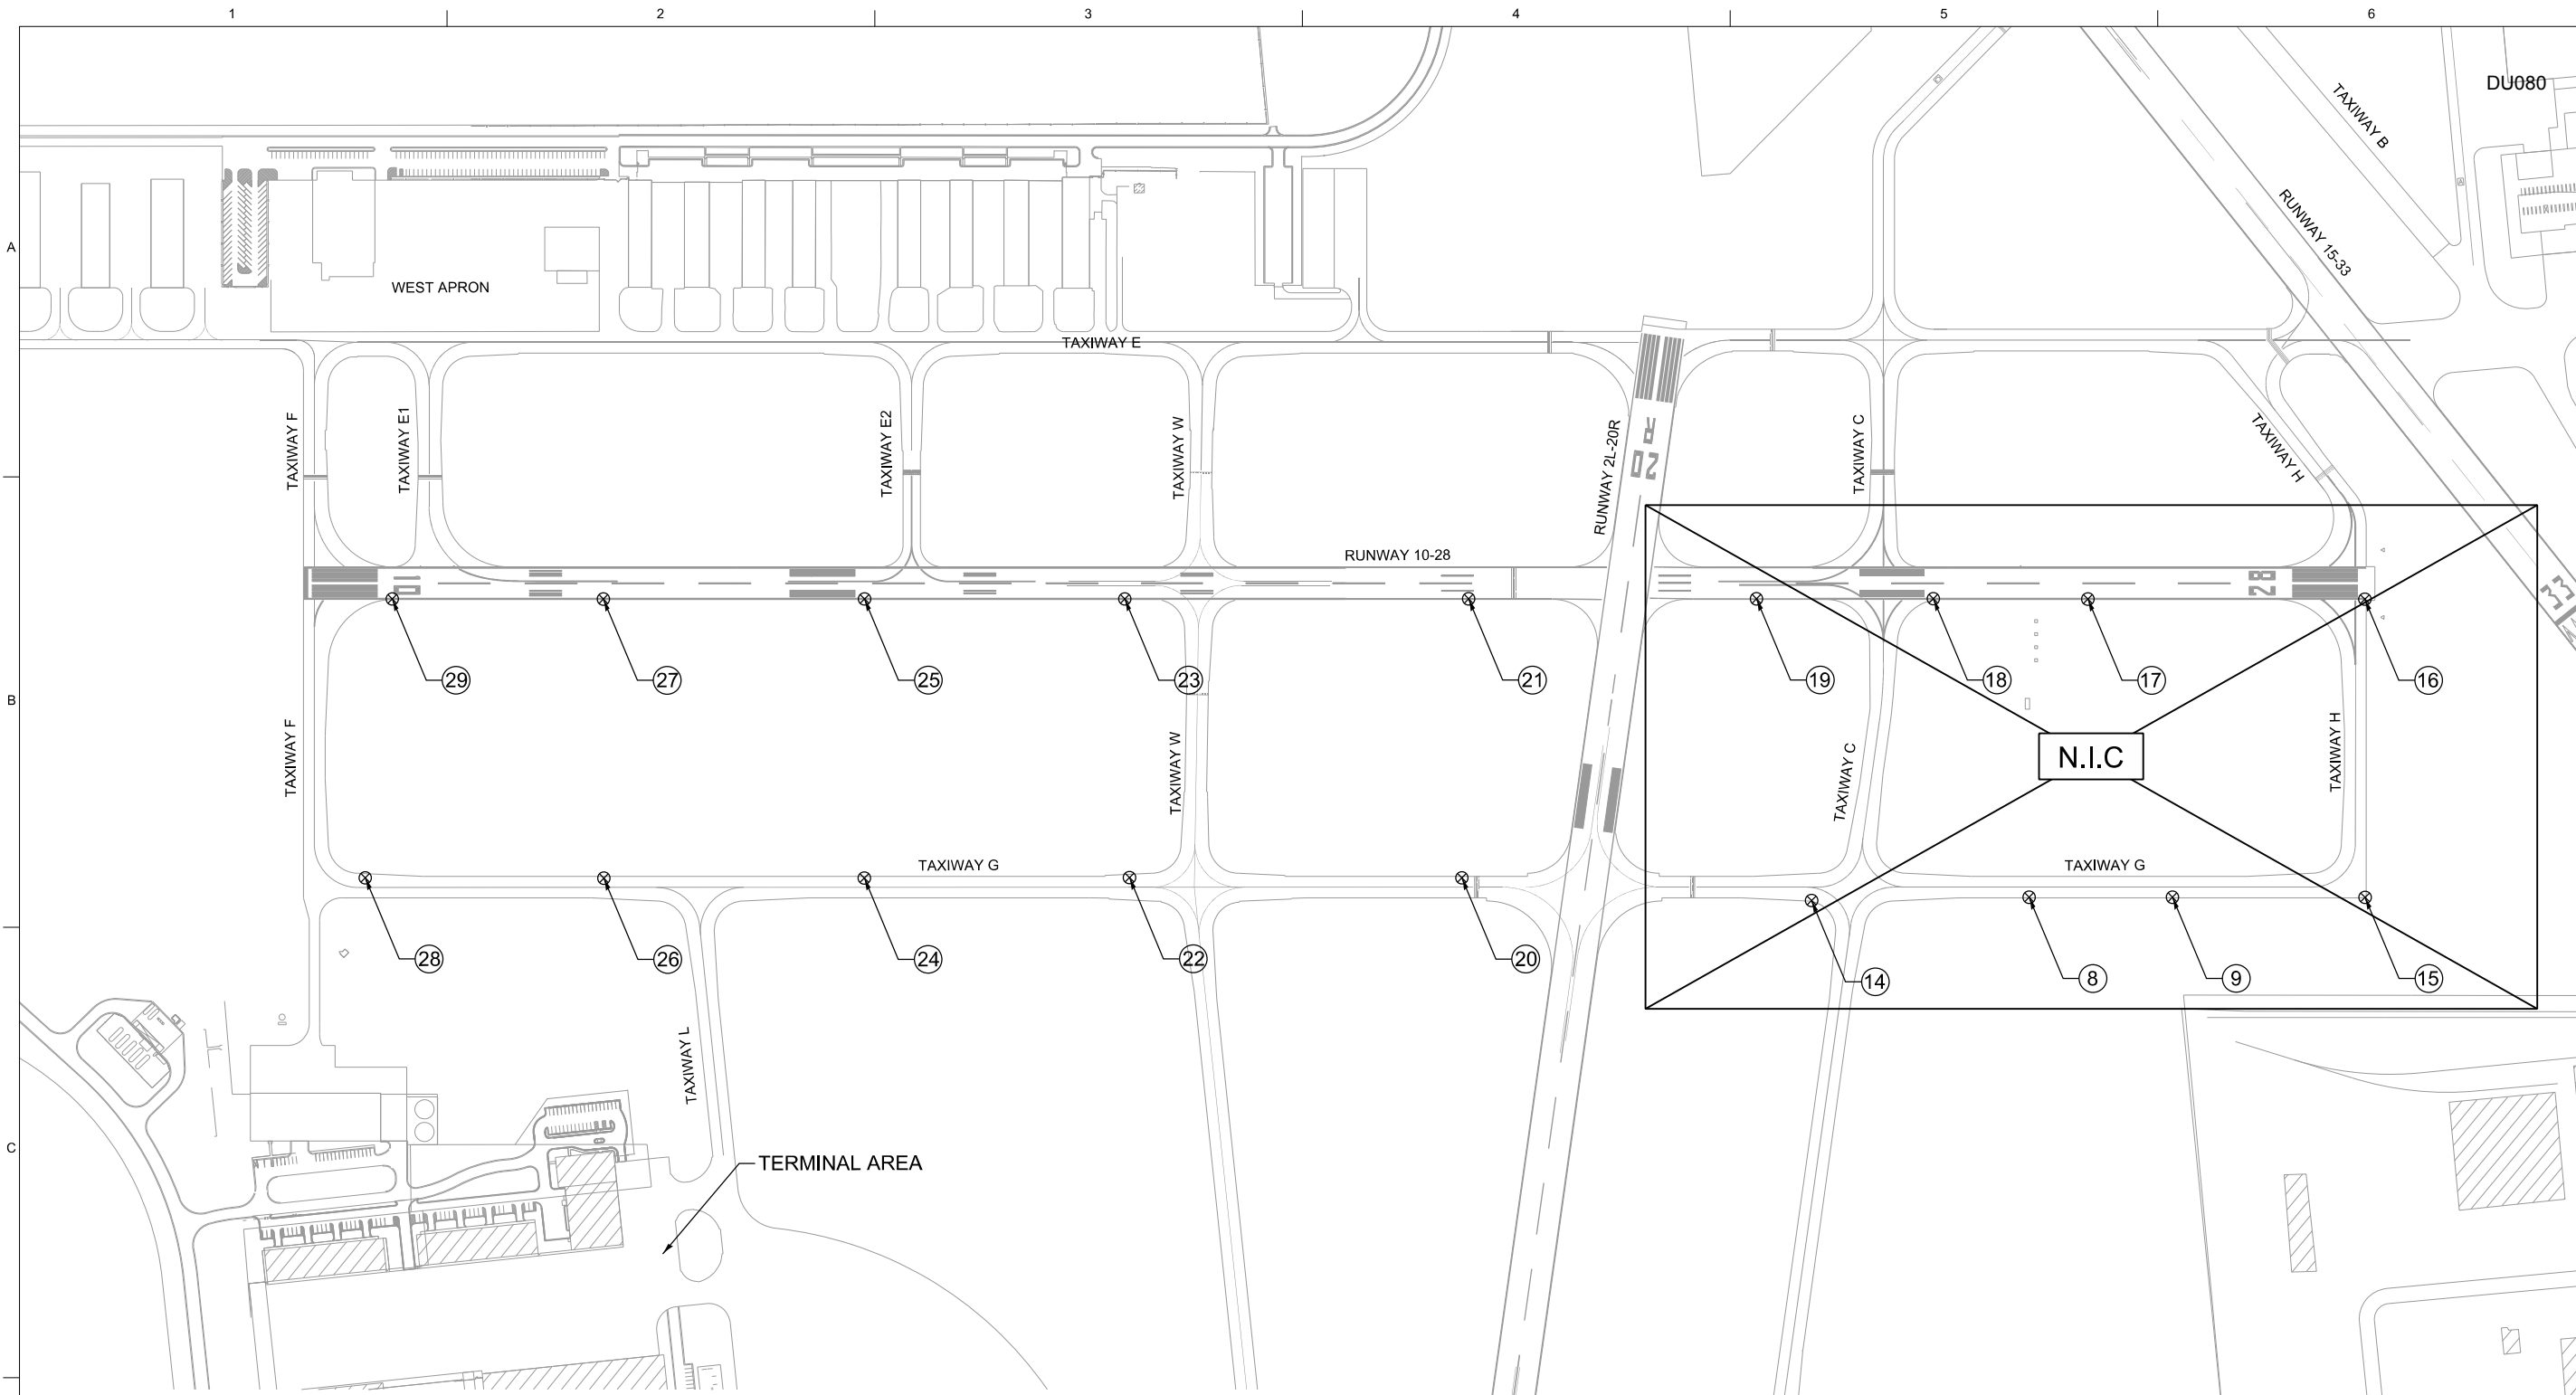 1 2 3 4 5 6
DU080
TAXIWAY B
RUNWAY 15-33
A
WEST APRON
TAXIWAY E
TAXIWAY F
TAXIWAY E1
TAXIWAY E2
TAXIWAY W
RUNWAY 2L-20R
20
R
TAXIWAY C
TAXIWAY H
RUNWAY 10-28
10
28
33
29
27
25
23
21
19
18
17
16
B
TAXIWAY F
TAXIWAY W
TAXIWAY C
N.I.C
TAXIWAY H
TAXIWAY G
TAXIWAY G
28
26
24
22
20
14
8
9
15
TAXIWAY L
C
TERMINAL AREA